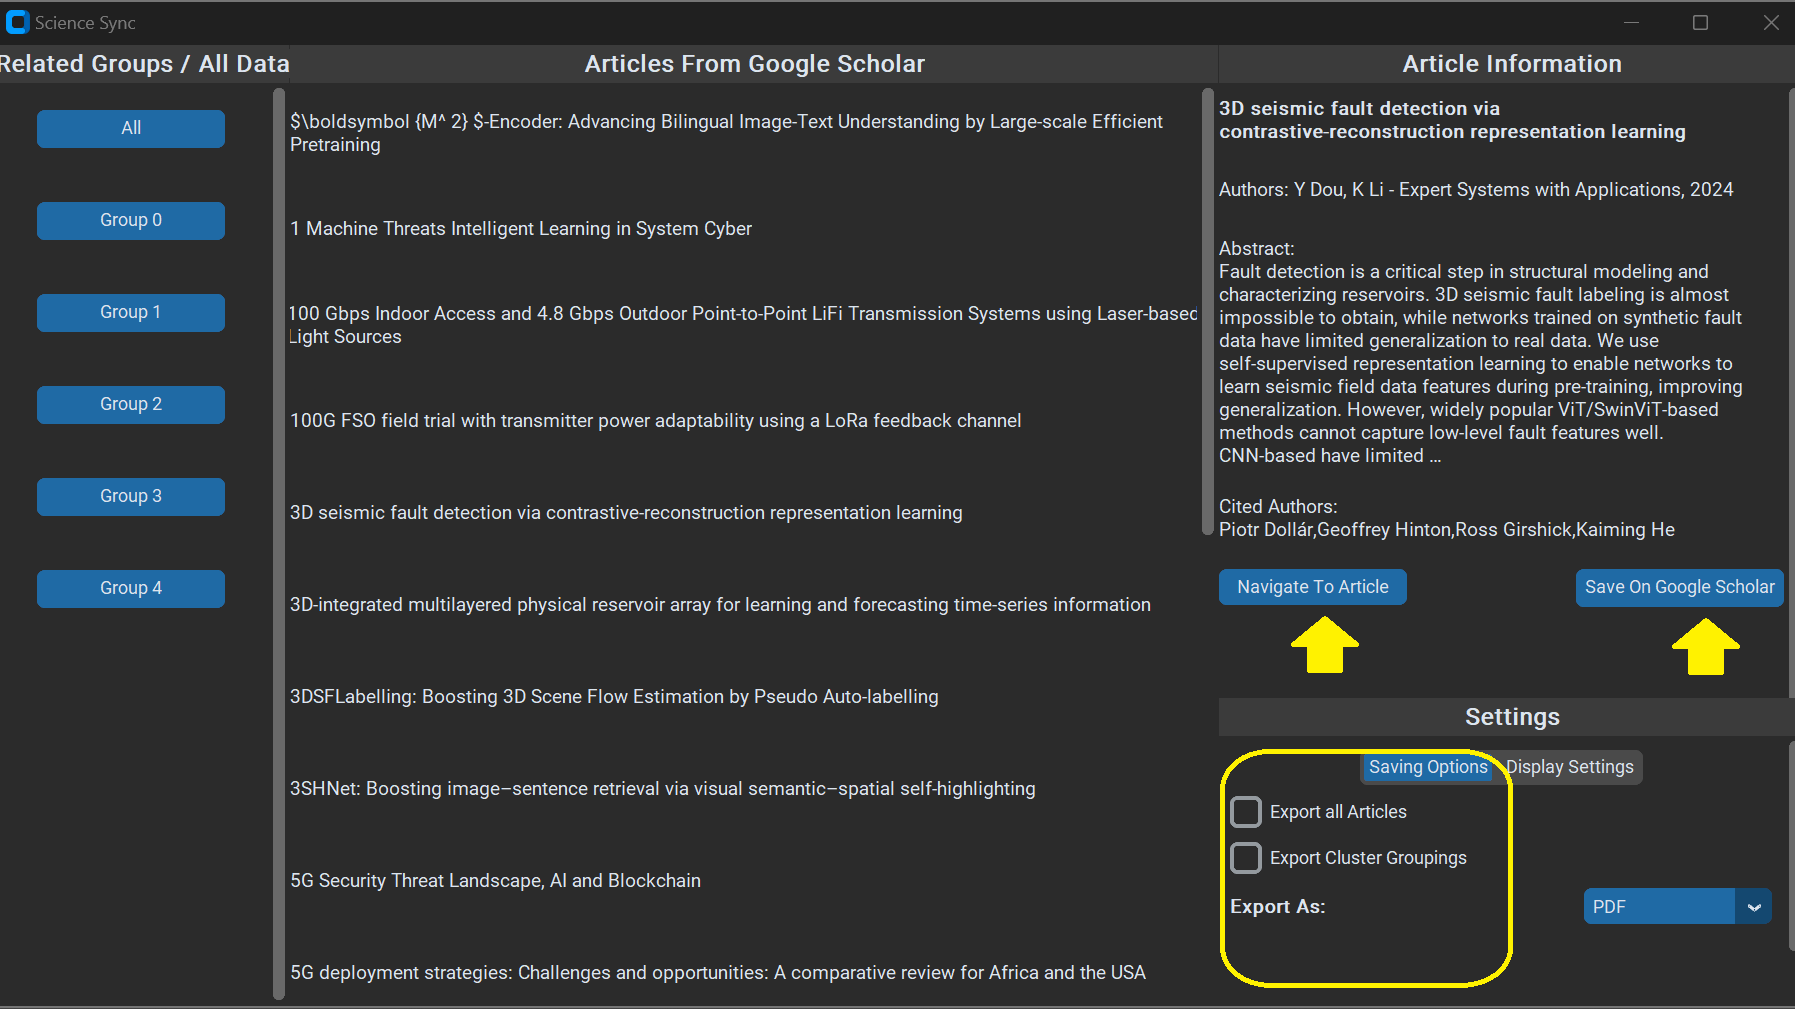 Science Sync
Related Groups / All Data
All
Group 0
Group 1
Group 2
Group 3
Group 4
Articles From Google Scholar
$\boldsymbol {M^ 2} $-Encoder: Advancing Bilingual Image-Text Understanding by Large-scale Efficient
Pretraining
1 Machine Threats Intelligent Learning in System Cyber
100 Gbps Indoor Access and 4.8 Gbps Outdoor Point-to-Point LiFi Transmission Systems using Laser-based
Light Sources
100G FSO field trial with transmitter power adaptability using a LoRa feedback channel
3D seismic fault detection via contrastive-reconstruction representation learning
3D-integrated multilayered physical reservoir array for learning and forecasting time-series information
3DSFLabelling: Boosting 3D Scene Flow Estimation by Pseudo Auto-labelling
3SHNet: Boosting image–sentence retrieval via visual semantic–spatial self-highlighting
5G Security Threat Landscape, AI and Blockchain
5G deployment strategies: Challenges and opportunities: A comparative review for Africa and the USA
Article Information
3D seismic fault detection via
contrastive-reconstruction representation learning
Authors: Y Dou, K Li - Expert Systems with Applications, 2024
Abstract:
Fault detection is a critical step in structural modeling and
characterizing reservoirs. 3D seismic fault labeling is almost
impossible to obtain, while networks trained on synthetic fault
data have limited generalization to real data. We use
self-supervised representation learning to enable networks to
learn seismic field data features during pre-training, improving
generalization. However, widely popular ViT/SwinViT-based
methods cannot capture low-level fault features well.
CNN-based have limited …
Cited Authors:
Piotr Dollár,Geoffrey Hinton,Ross Girshick,Kaiming He
Navigate To Article
Save On Google Scholar
Settings
Saving Options
Display Settings
Export all Articles
Export Cluster Groupings
Export As:
PDF